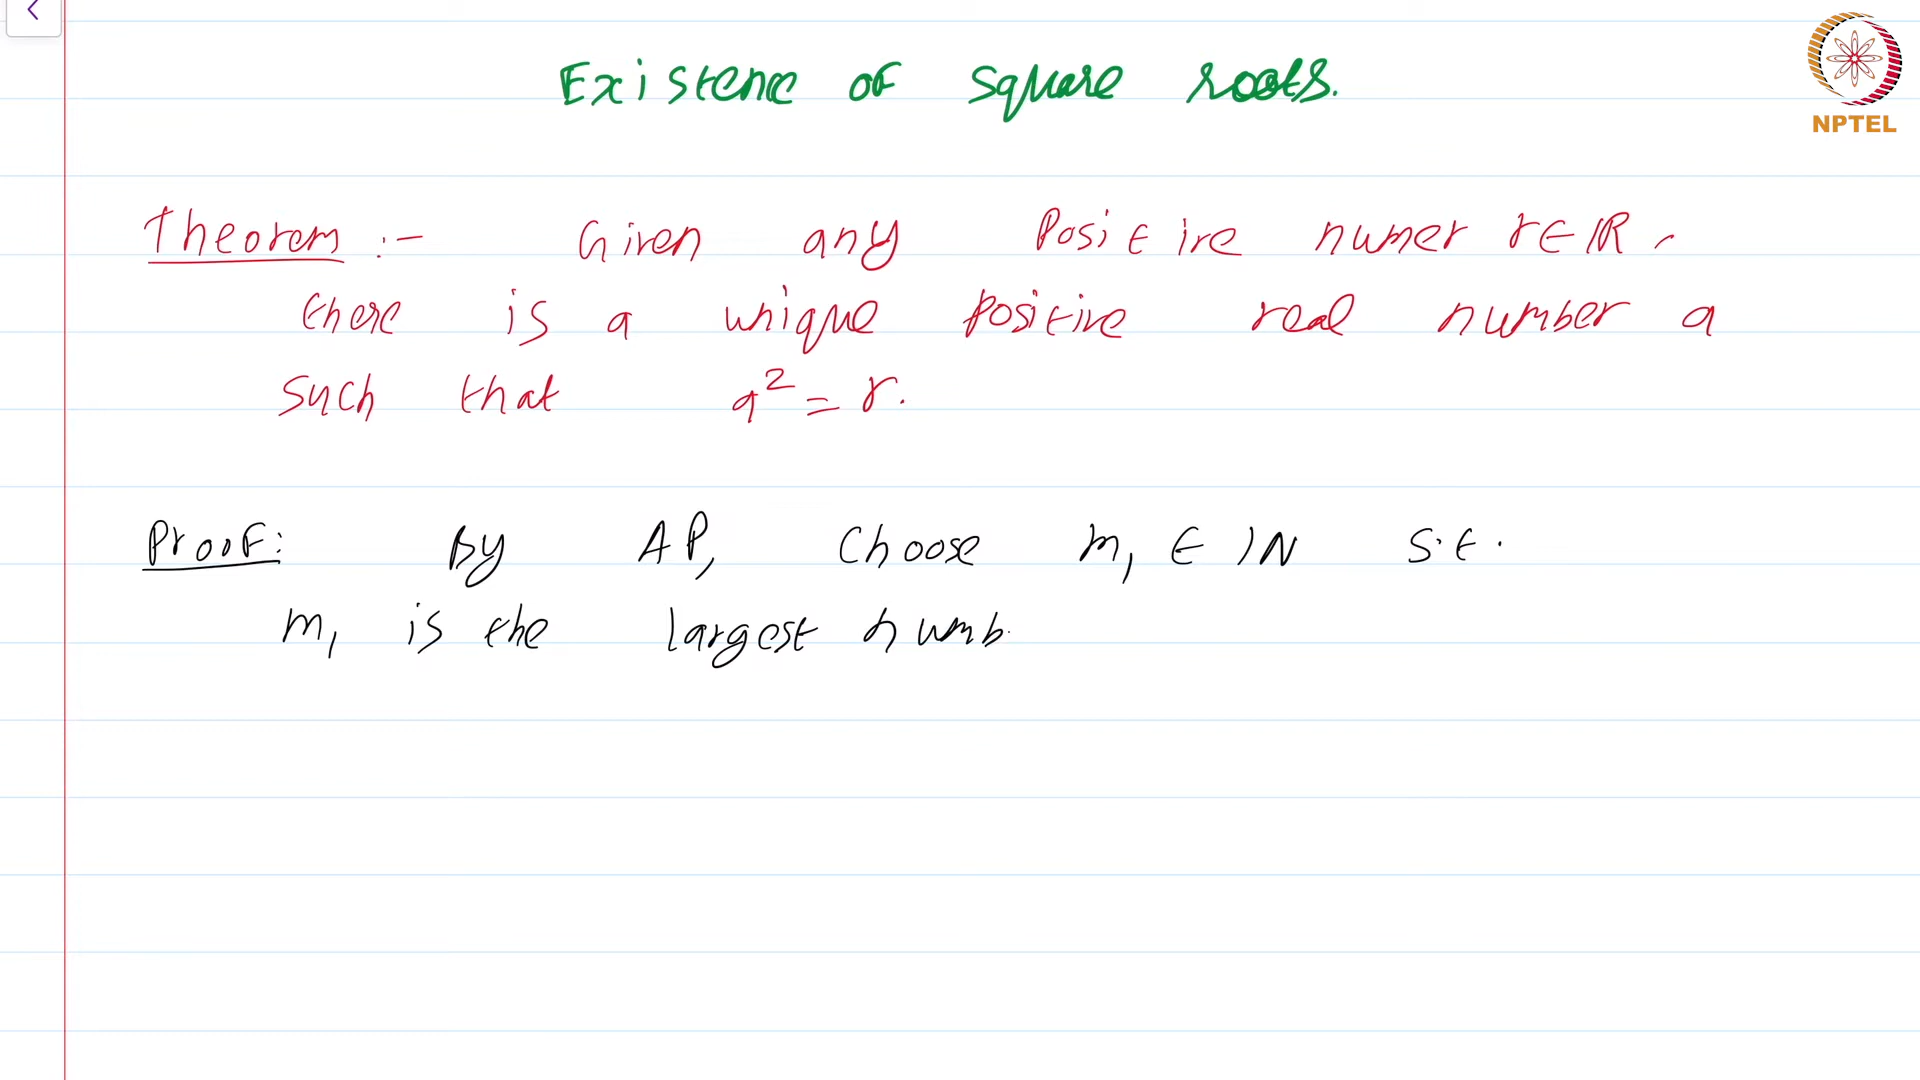 Existence of square roots.
NPTEL
Theorem :- Given any Positive numer r ∈ ℝ,
there is a unique positive real number a
such that a² = r.
Proof: By AP, Choose m₁ ∈ ℕ s.t.
m₁ is the largest numb